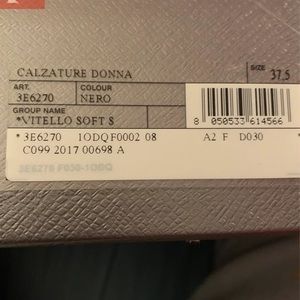 CALZATURE DONNA
SIZE
37,5
ART.
COLOUR
3E6270
NERO
GROUP NAME
*VITELLO SOFT S
8 050533 614566
* 3E6270 1ODQ F0002 08 A2 F D030
C099 2017 00698 A
3E6270 F030-1ODQ